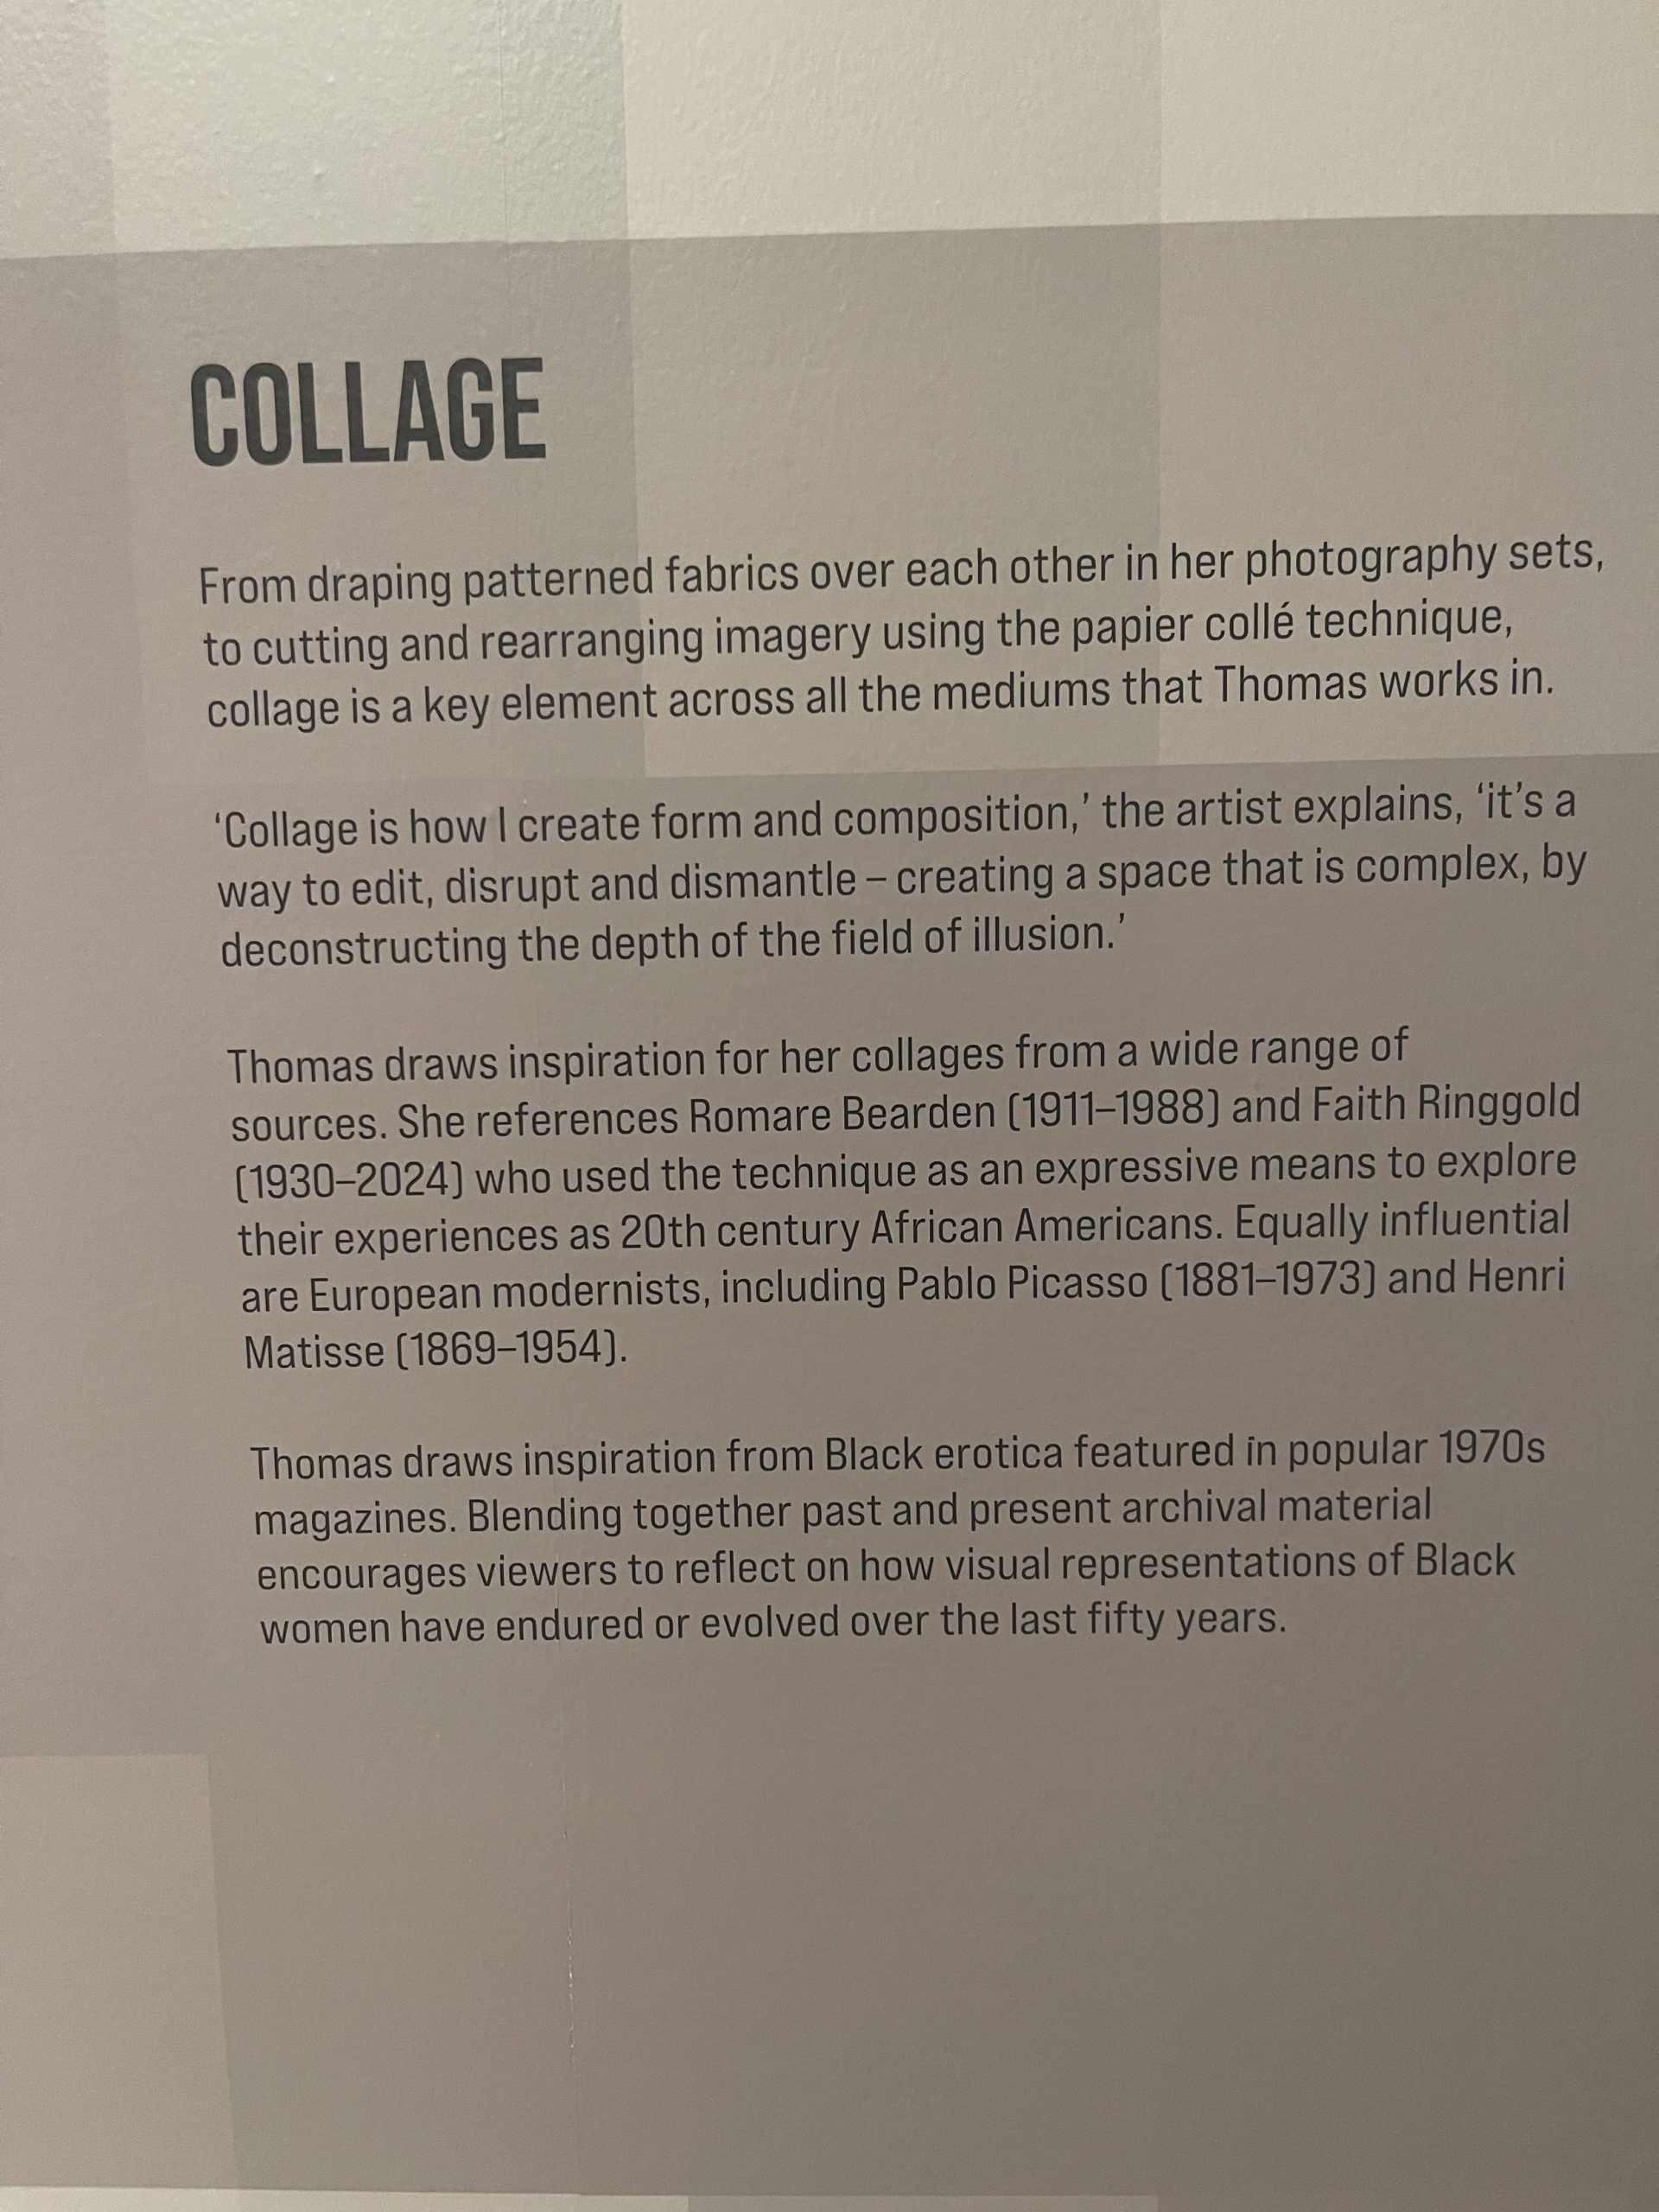 COLLAGE
From draping patterned fabrics over each other in her photography sets,
to cutting and rearranging imagery using the papier collé technique,
collage is a key element across all the mediums that Thomas works in.
‘Collage is how I create form and composition,’ the artist explains, ‘it’s a
way to edit, disrupt and dismantle – creating a space that is complex, by
deconstructing the depth of the field of illusion.’
Thomas draws inspiration for her collages from a wide range of
sources. She references Romare Bearden (1911–1988) and Faith Ringgold
(1930–2024) who used the technique as an expressive means to explore
their experiences as 20th century African Americans. Equally influential
are European modernists, including Pablo Picasso (1881–1973) and Henri
Matisse (1869–1954).
Thomas draws inspiration from Black erotica featured in popular 1970s
magazines. Blending together past and present archival material
encourages viewers to reflect on how visual representations of Black
women have endured or evolved over the last fifty years.